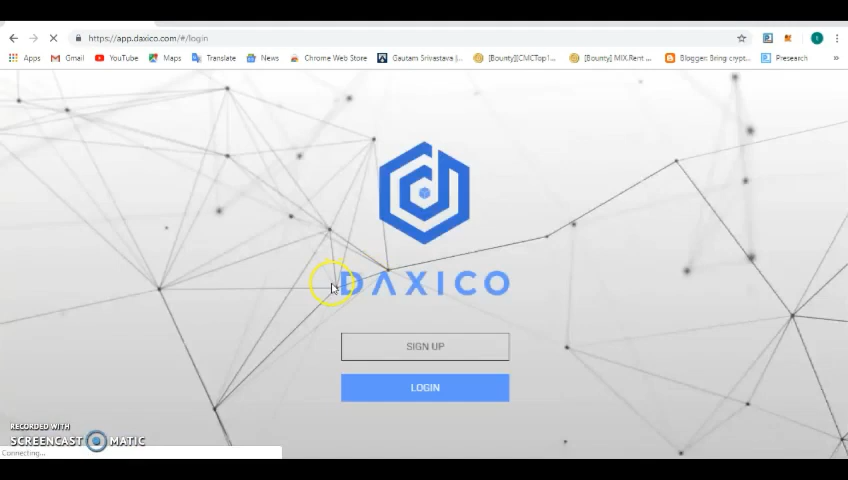 https://app.daxico.com/#/login
Apps Gmail YouTube Maps Translate News Chrome Web Store Gautam Srivastava (... [Bounty][CMCTop1... [Bounty] MIX.Rent ... Blogger: Bring crypt... Presearch »
DAXICO
SIGN UP
LOGIN
RECORDED WITH
SCREENCAST MATIC
Connecting...